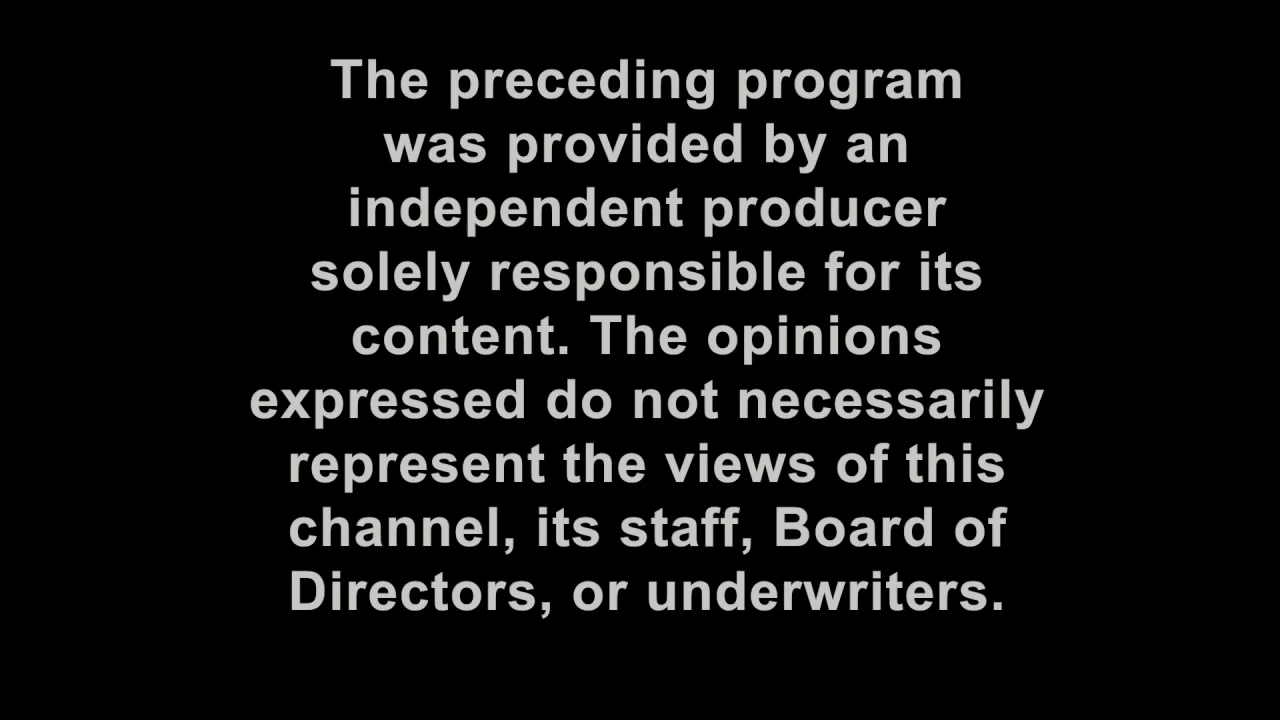 The preceding program
was provided by an
independent producer
solely responsible for its
content. The opinions
expressed do not necessarily
represent the views of this
channel, its staff, Board of
Directors, or underwriters.